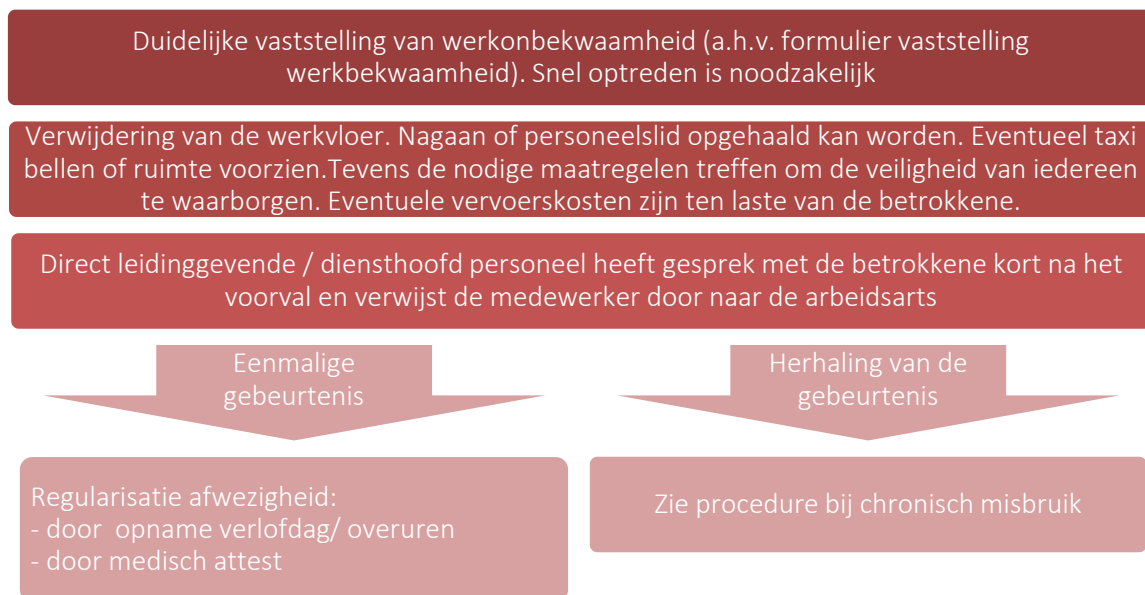 Duidelijke vaststelling van werkonbekwaamheid (a.h.v. formulier vaststelling
werkbekwaamheid). Snel optreden is noodzakelijk
Verwijdering van de werkvloer. Nagaan of personeelslid opgehaald kan worden. Eventueel taxi
bellen of ruimte voorzien.Tevens de nodige maatregelen treffen om de veiligheid van iedereen
te waarborgen. Eventuele vervoerskosten zijn ten laste van de betrokkene.
Direct leidinggevende / diensthoofd personeel heeft gesprek met de betrokkene kort na het
voorval en verwijst de medewerker door naar de arbeidsarts
Eenmalige
gebeurtenis
Herhaling van de
gebeurtenis
Regularisatie afwezigheid:
- door  opname verlofdag/ overuren
- door medisch attest
Zie procedure bij chronisch misbruik